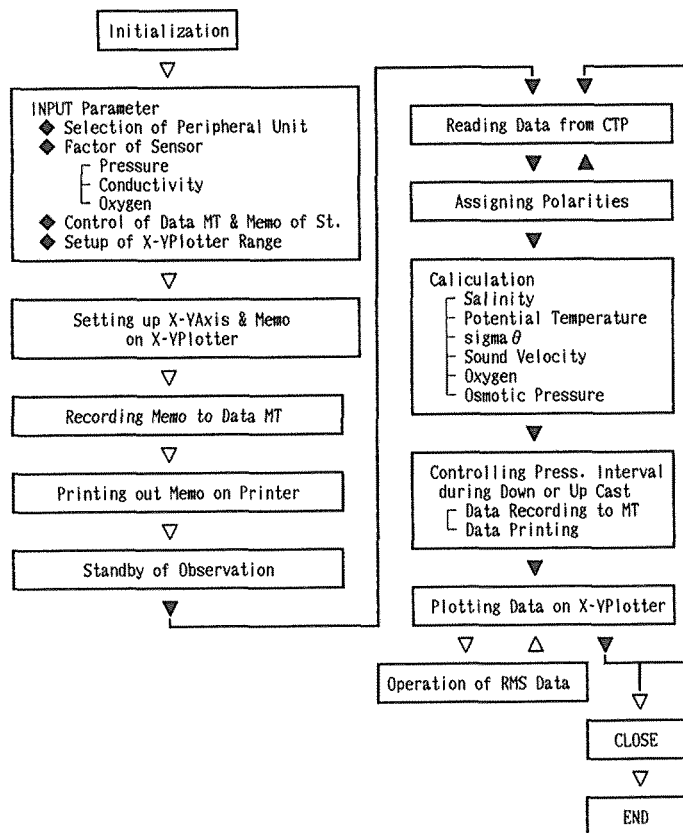 Initialization
INPUT Parameter
◆ Selection of Peripheral Unit
◆ Factor of Sensor
Pressure
Conductivity
Oxygen
◆ Control of Data MT & Memo of St.
◆ Setup of X-YPlotter Range
Setting up X-YAxis & Memo
on X-YPlotter
Recording Memo to Data MT
Printing out Memo on Printer
Standby of Observation
Reading Data from CTP
Assigning Polarities
Caliculation
Salinity
Potential Temperature
sigmaθ
Sound Velocity
Oxygen
Osmotic Pressure
Controlling Press. Interval
during Down or Up Cast
Data Recording to MT
Data Printing
Plotting Data on X-YPlotter
Operation of RMS Data
CLOSE
END